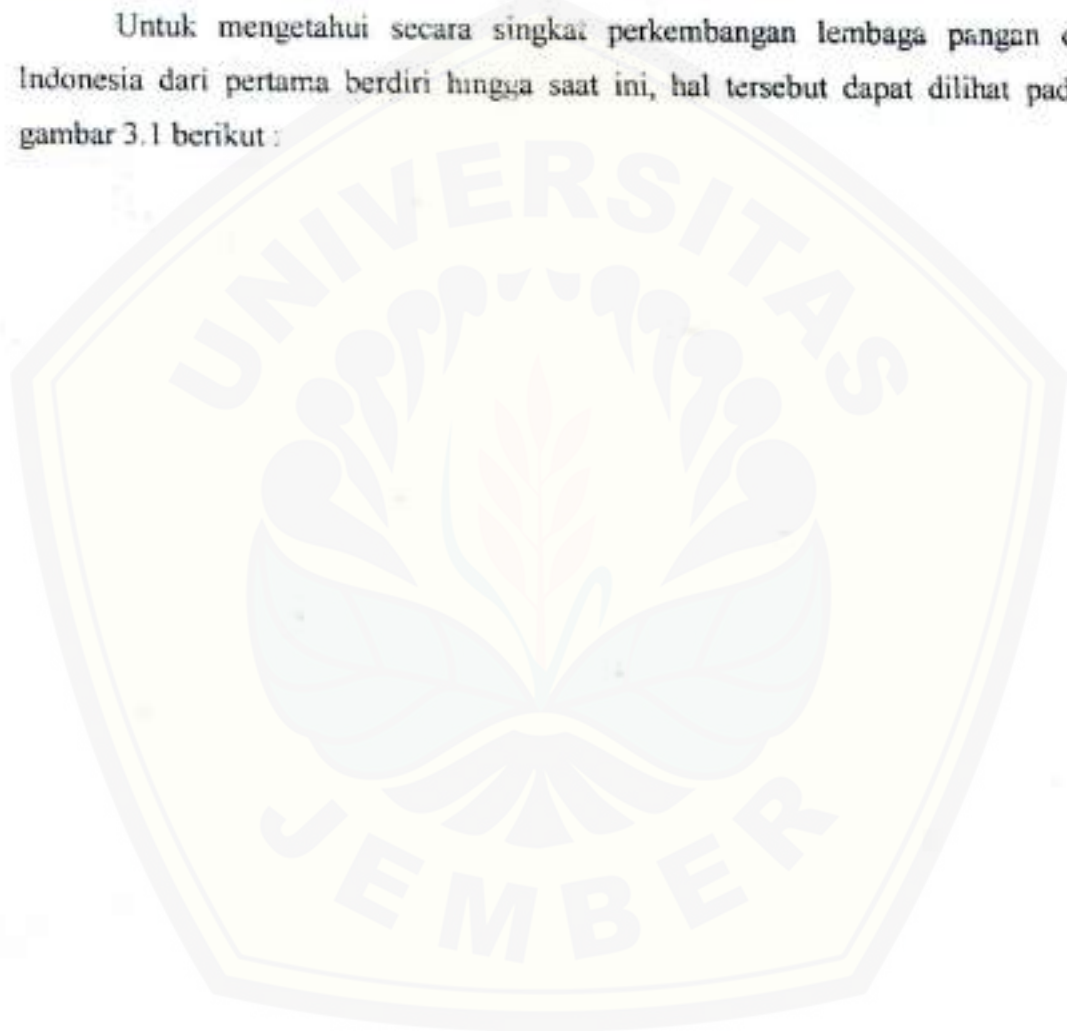 Untuk mengetahui secara singkat perkembangan lembaga pangan
Indonesia dari pertama berdiri hingga saat ini, hal tersebut dapat dilihat
gambar 3.1 berikut :
UNIVERSITAS
JEMBER